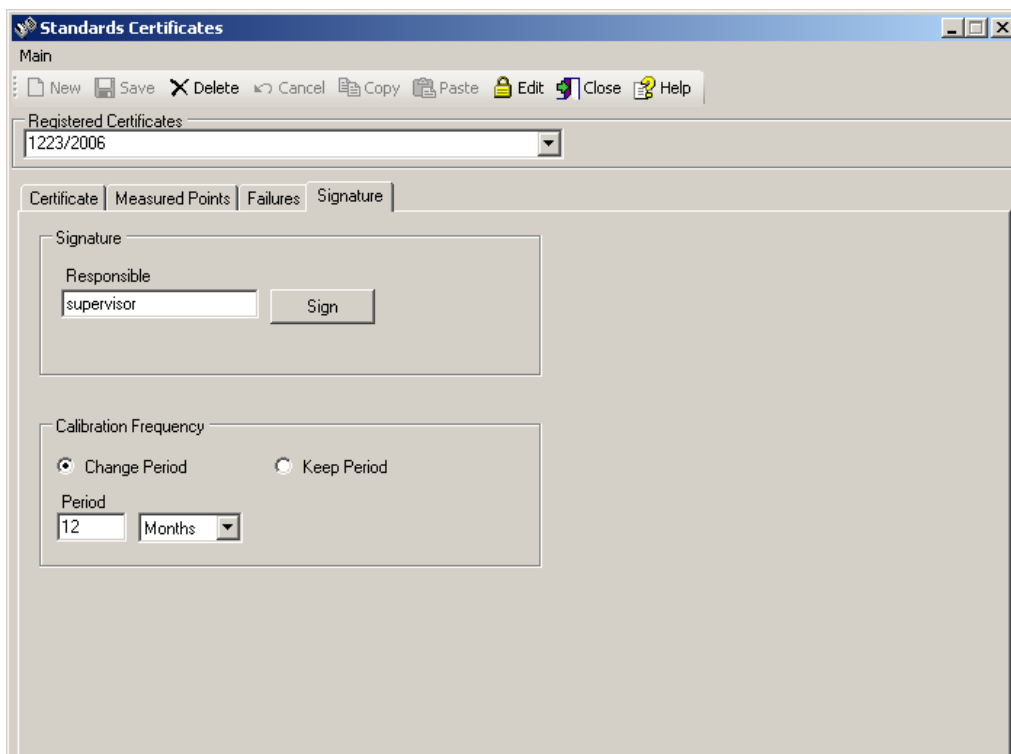 Standards Certificates
Main
New Save Delete Cancel Copy Paste Edit Close Help
Registered Certificates
1223/2006
Certificate Measured Points Failures Signature
Signature
Responsible
supervisor Sign
Calibration Frequency
Change Period Keep Period
Period
12 Months